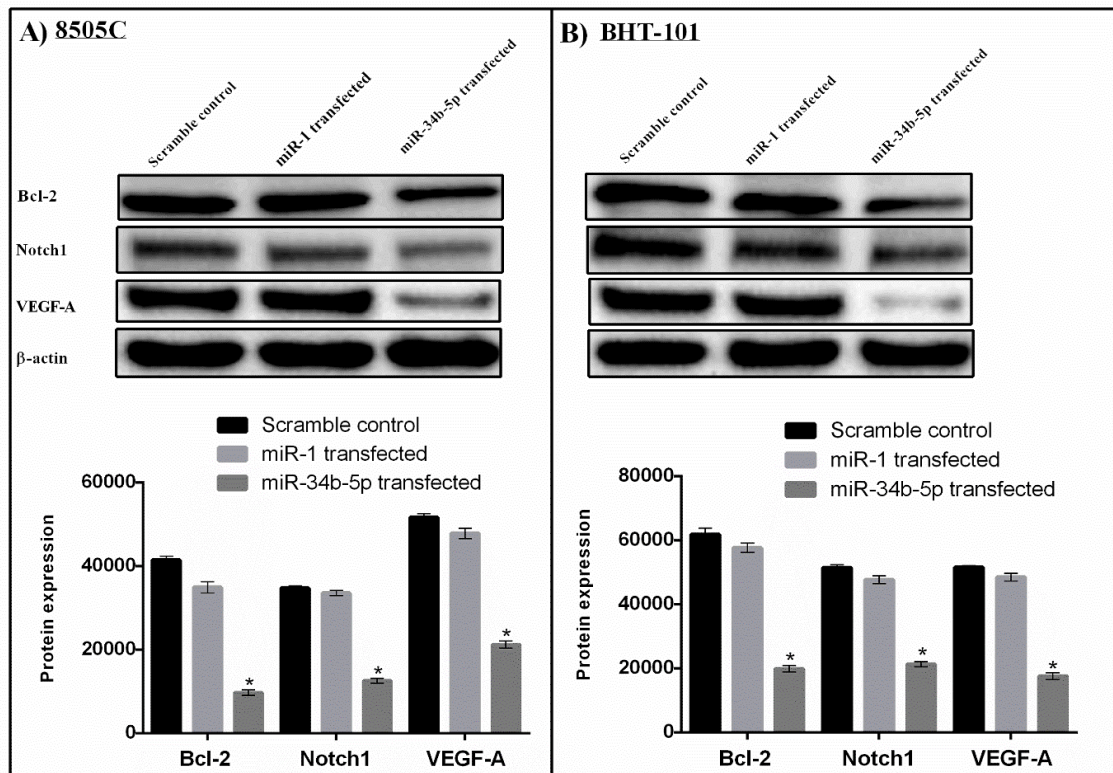 A) 8505C
Scramble control
miR-1 transfected
miR-34b-5p transfected
Bcl-2
Notch1
VEGF-A
β-actin
Scramble control
miR-1 transfected
miR-34b-5p transfected
Protein expression
60000
40000
20000
0
*
*
*
Bcl-2 Notch1 VEGF-A
B) BHT-101
Scramble control
miR-1 transfected
miR-34b-5p transfected
Scramble control
miR-1 transfected
miR-34b-5p transfected
Protein expression
80000
60000
40000
20000
0
*
*
*
Bcl-2 Notch1 VEGF-A